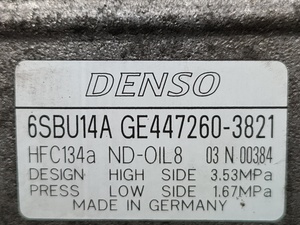 DENSO
6SBU14A GE447260-3821
HFC134a ND-OIL8 03 N 00384
DESIGN HIGH SIDE 3.53MPa
PRESS LOW SIDE 1.67MPa
MADE IN GERMANY